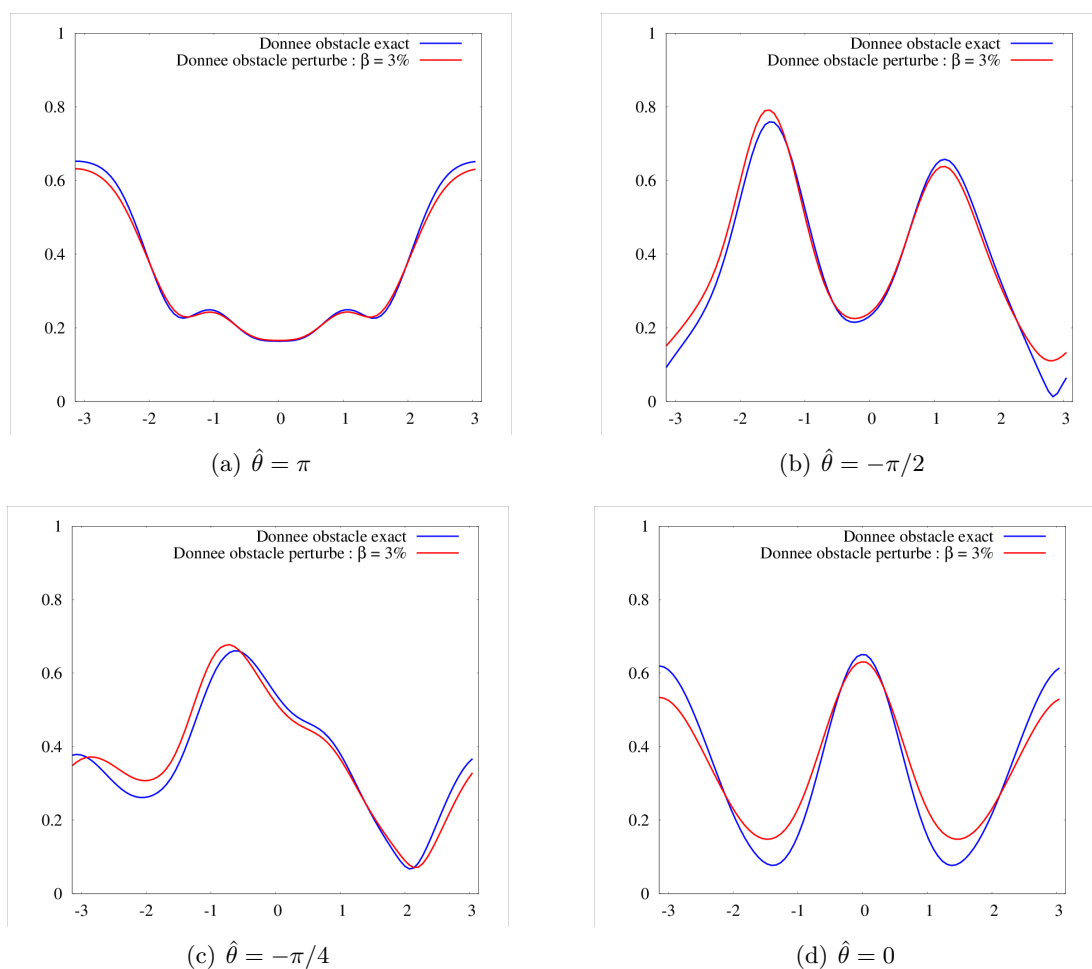 Donnee obstacle exact
Donnee obstacle perturbe : β = 3%
1
0.8
0.6
0.4
0.2
0
-3 -2 -1 0 1 2 3
(a) θ̂ = π
Donnee obstacle exact
Donnee obstacle perturbe : β = 3%
1
0.8
0.6
0.4
0.2
0
-3 -2 -1 0 1 2 3
(b) θ̂ = −π/2
Donnee obstacle exact
Donnee obstacle perturbe : β = 3%
1
0.8
0.6
0.4
0.2
0
-3 -2 -1 0 1 2 3
(c) θ̂ = −π/4
Donnee obstacle exact
Donnee obstacle perturbe : β = 3%
1
0.8
0.6
0.4
0.2
0
-3 -2 -1 0 1 2 3
(d) θ̂ = 0